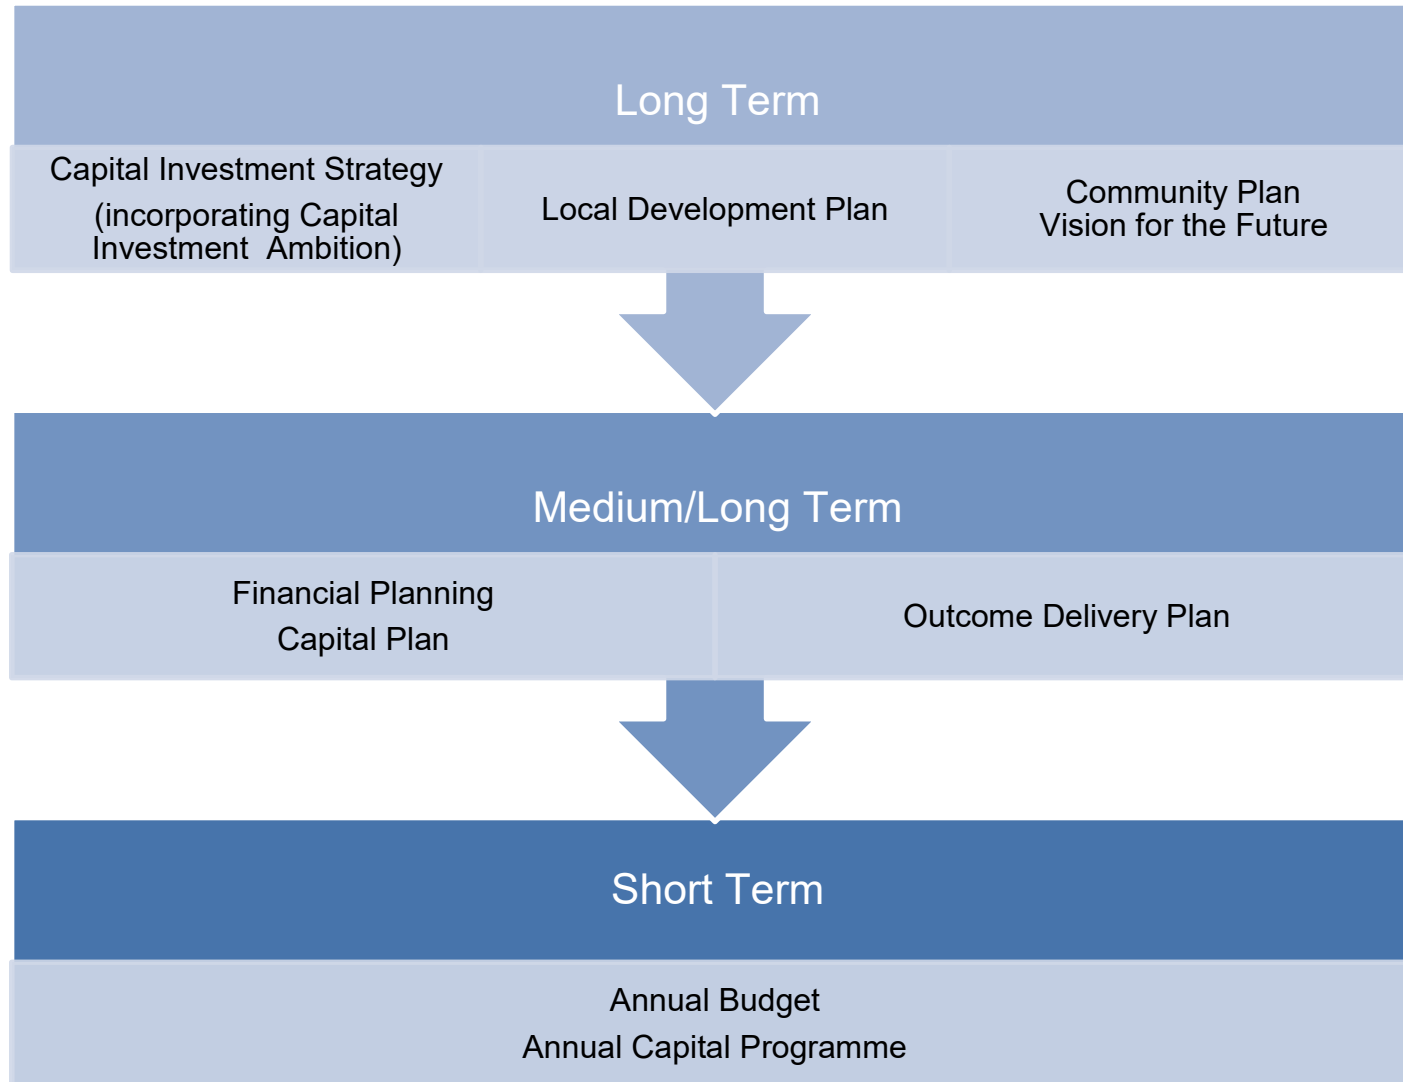 Long Term
Capital Investment Strategy
(incorporating Capital
Investment Ambition)
Local Development Plan
Community Plan
Vision for the Future
Medium/Long Term
Financial Planning
Capital Plan
Outcome Delivery Plan
Short Term
Annual Budget
Annual Capital Programme